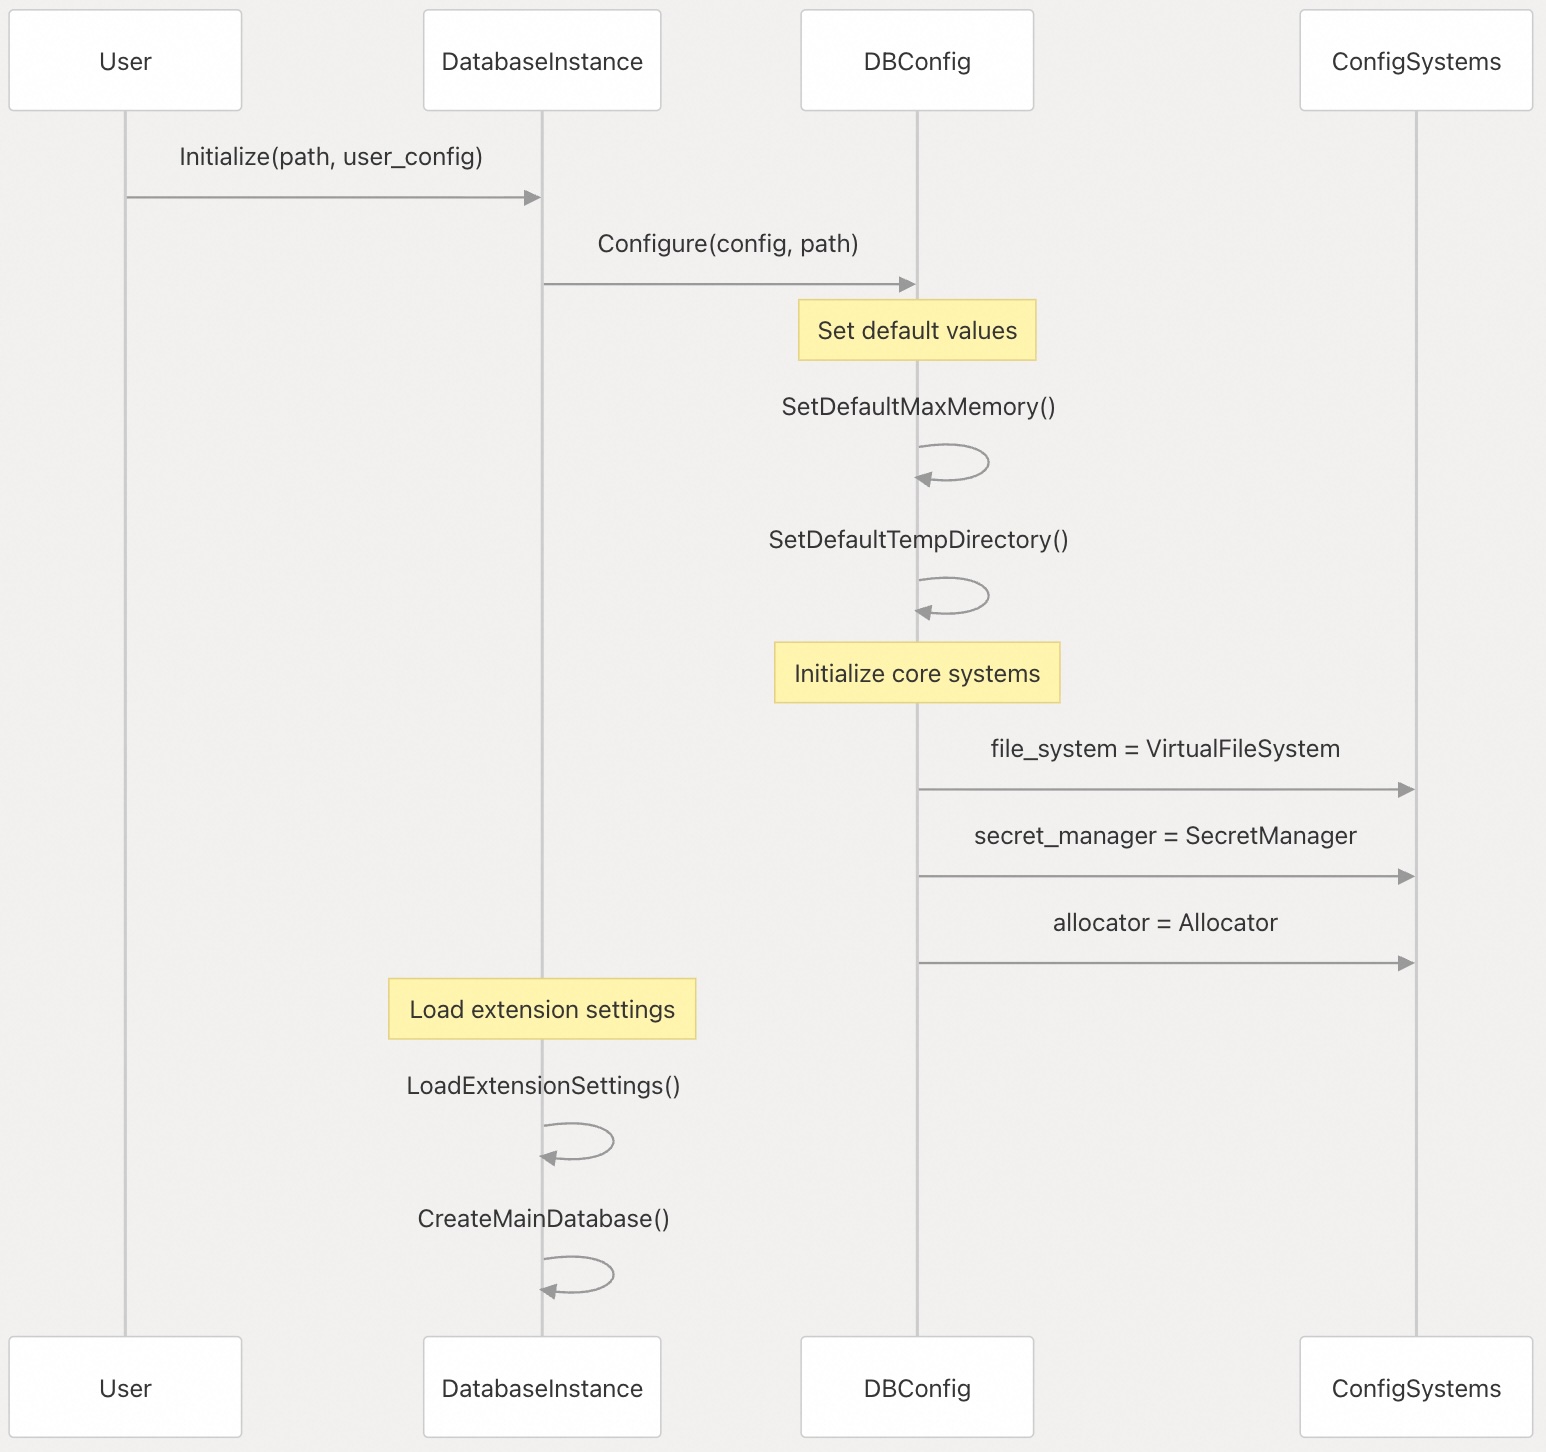 User
DatabaseInstance
DBConfig
ConfigSystems
Initialize(path, user_config)
Configure(config, path)
Set default values
SetDefaultMaxMemory()
SetDefaultTempDirectory()
Initialize core systems
file_system = VirtualFileSystem
secret_manager = SecretManager
allocator = Allocator
Load extension settings
LoadExtensionSettings()
CreateMainDatabase()
User
DatabaseInstance
DBConfig
ConfigSystems